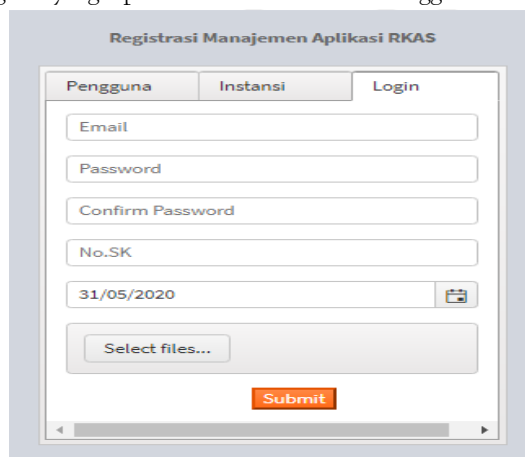 Registrasi Manajemen Aplikasi RKAS
Pengguna Instansi Login
Email
Password
Confirm Password
No.SK
31/05/2020
Select files...
Submit